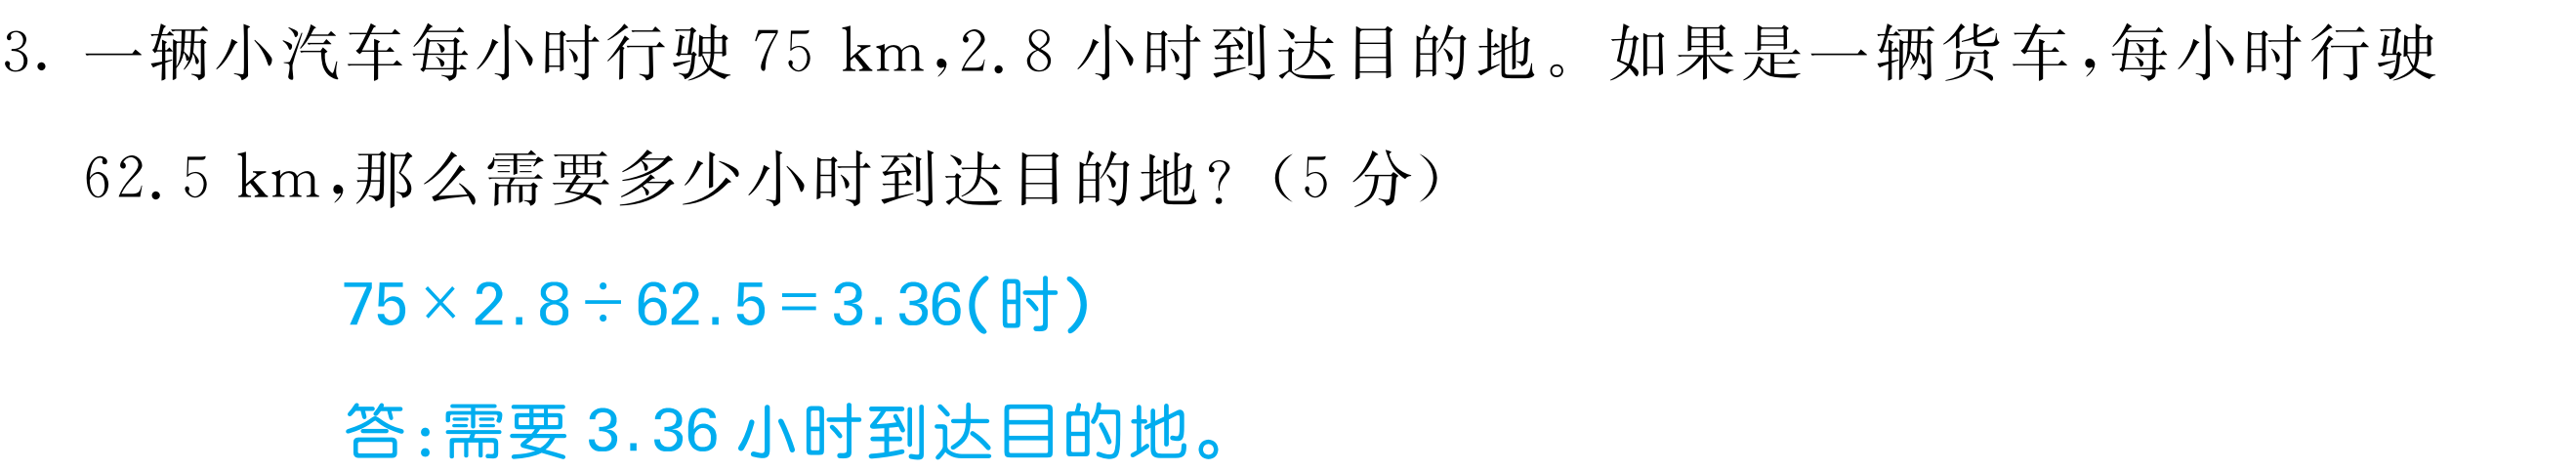 3. 一辆小汽车每小时行驶 75 km,2.8 小时到达目的地。如果是一辆货车,每小时行驶
62.5 km,那么需要多少小时到达目的地?(5 分)
75×2.8÷62.5=3.36(时)
答:需要 3.36 小时到达目的地。